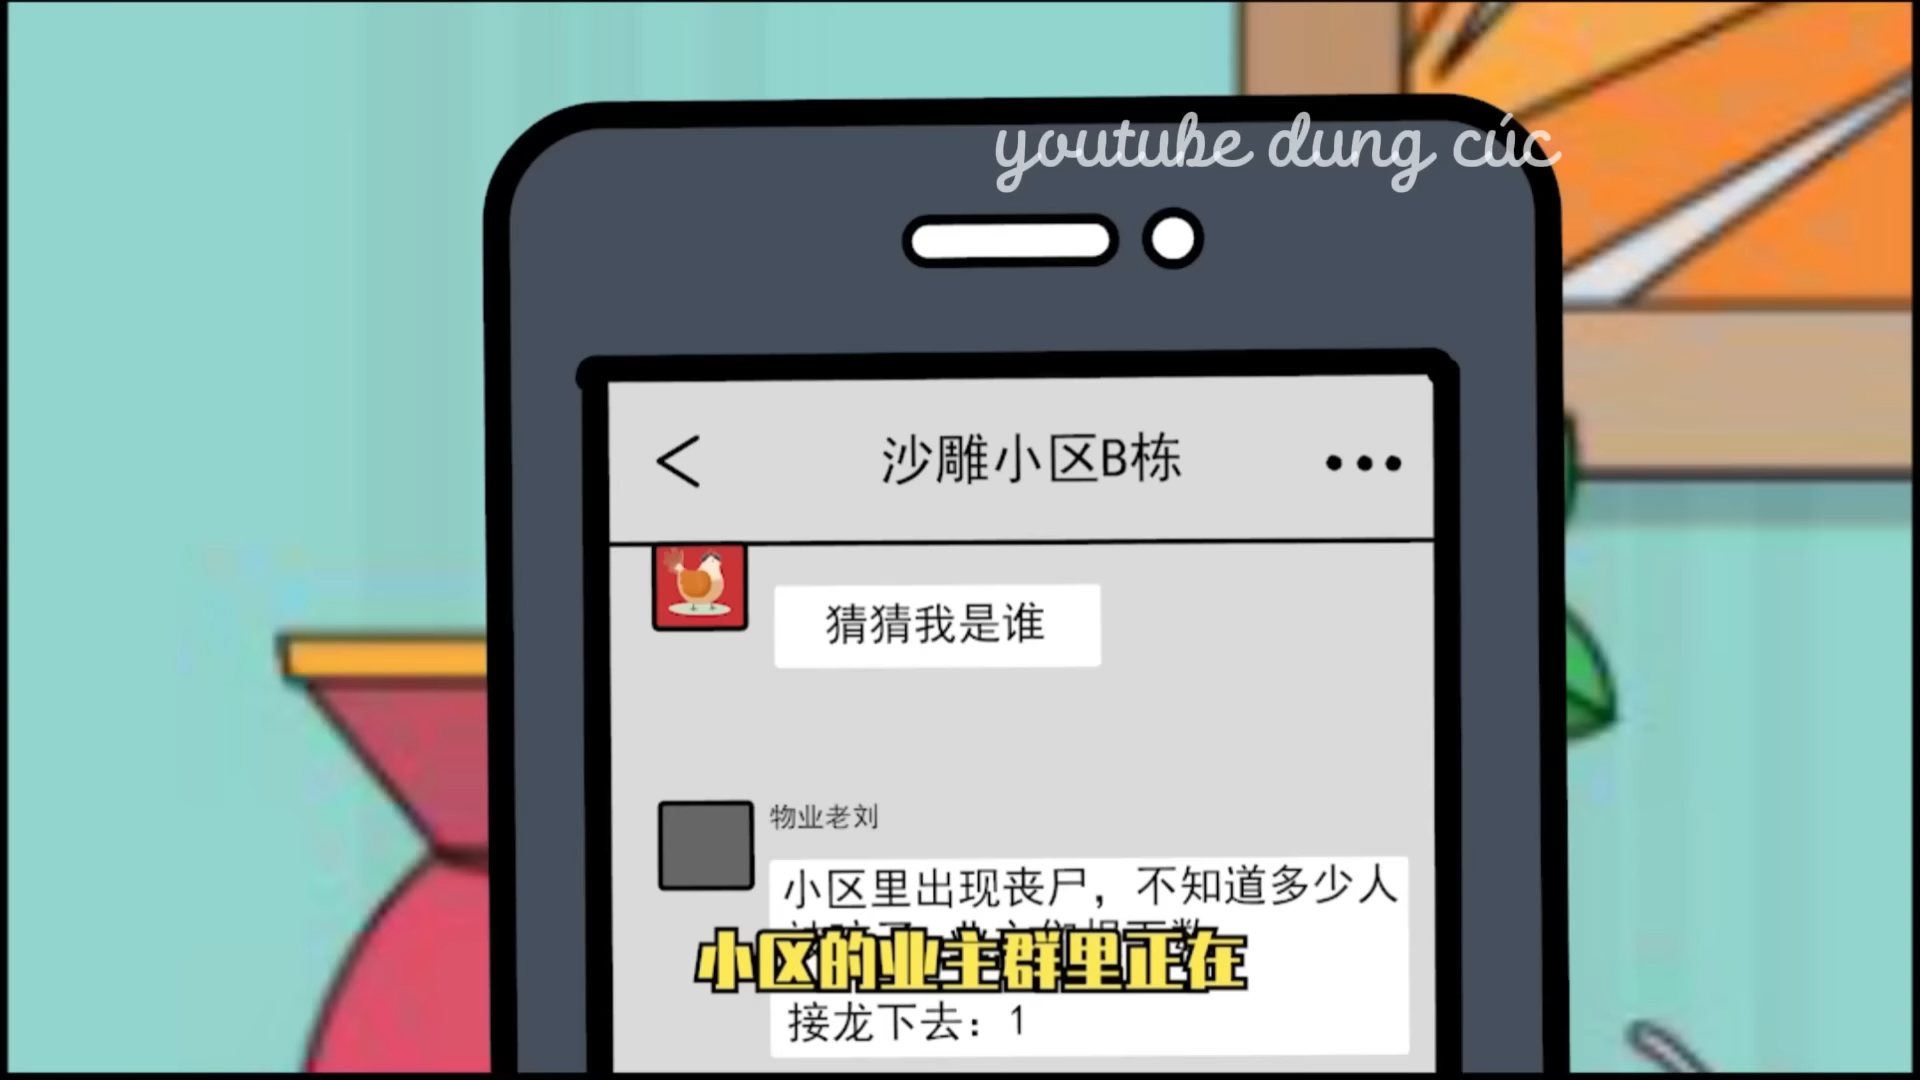 youtube dung cúc
沙雕小区B栋
猜猜我是谁
物业老刘
小区里出现丧尸，不知道多少人
小区的业主群里正在
接龙下去：1